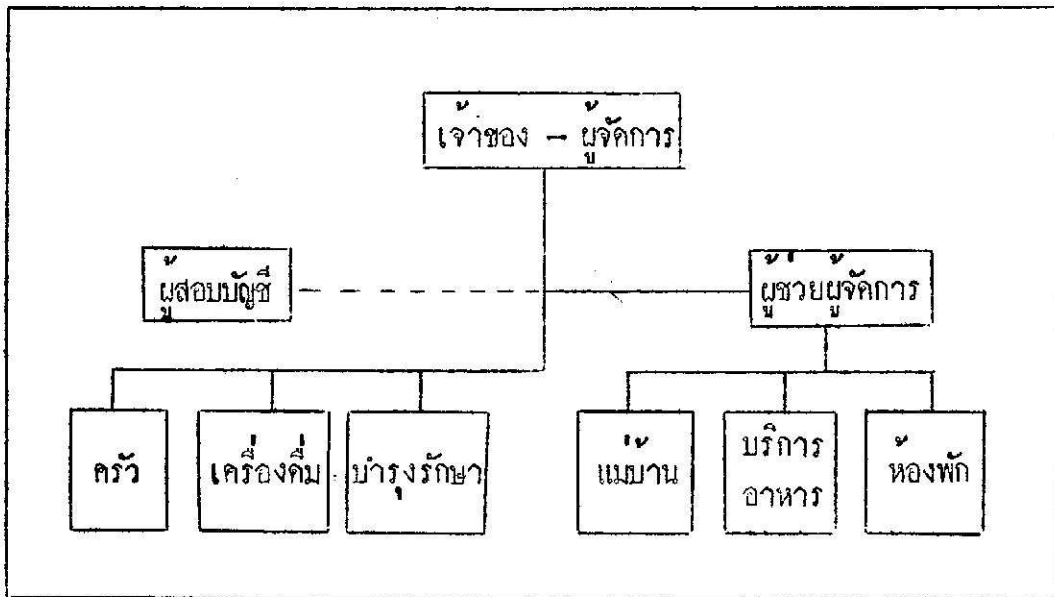 เจ้าของ - ผู้จัดการ
ผู้สอบบัญชี
ผู้ช่วยผู้จัดการ
ครัว
เครื่องดื่ม
บำรุงรักษา
แม่บ้าน
บริการ
อาหาร
ห้องพัก